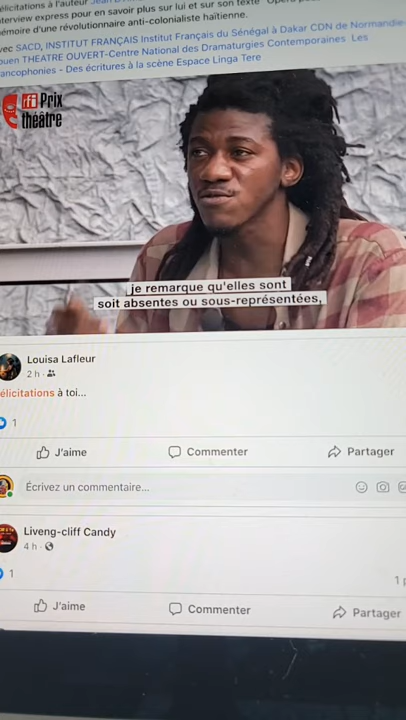 élicitations à l'auteur
nterview express pour en savoir plus sur lui et sur son texte
émoire d'une révolutionnaire anti-colonialiste haïtienne.
vec SACD, INSTITUT FRANÇAIS Institut Français du Sénégal à Dakar CDN de Normandie-
ouen THEATRE OUVERT-Centre National des Dramaturgies Contemporaines Les
ancophonies - Des écritures à la scène Espace Linga Tere
rfi Prix
théâtre
je remarque qu'elles sont
soit absentes ou sous-représentées,
Louisa Lafleur
2 h ·
élicitations à toi...
1
J'aime Commenter Partager
Écrivez un commentaire...
Liveng-cliff Candy
4 h ·
1
1 p
J'aime Commenter Partager